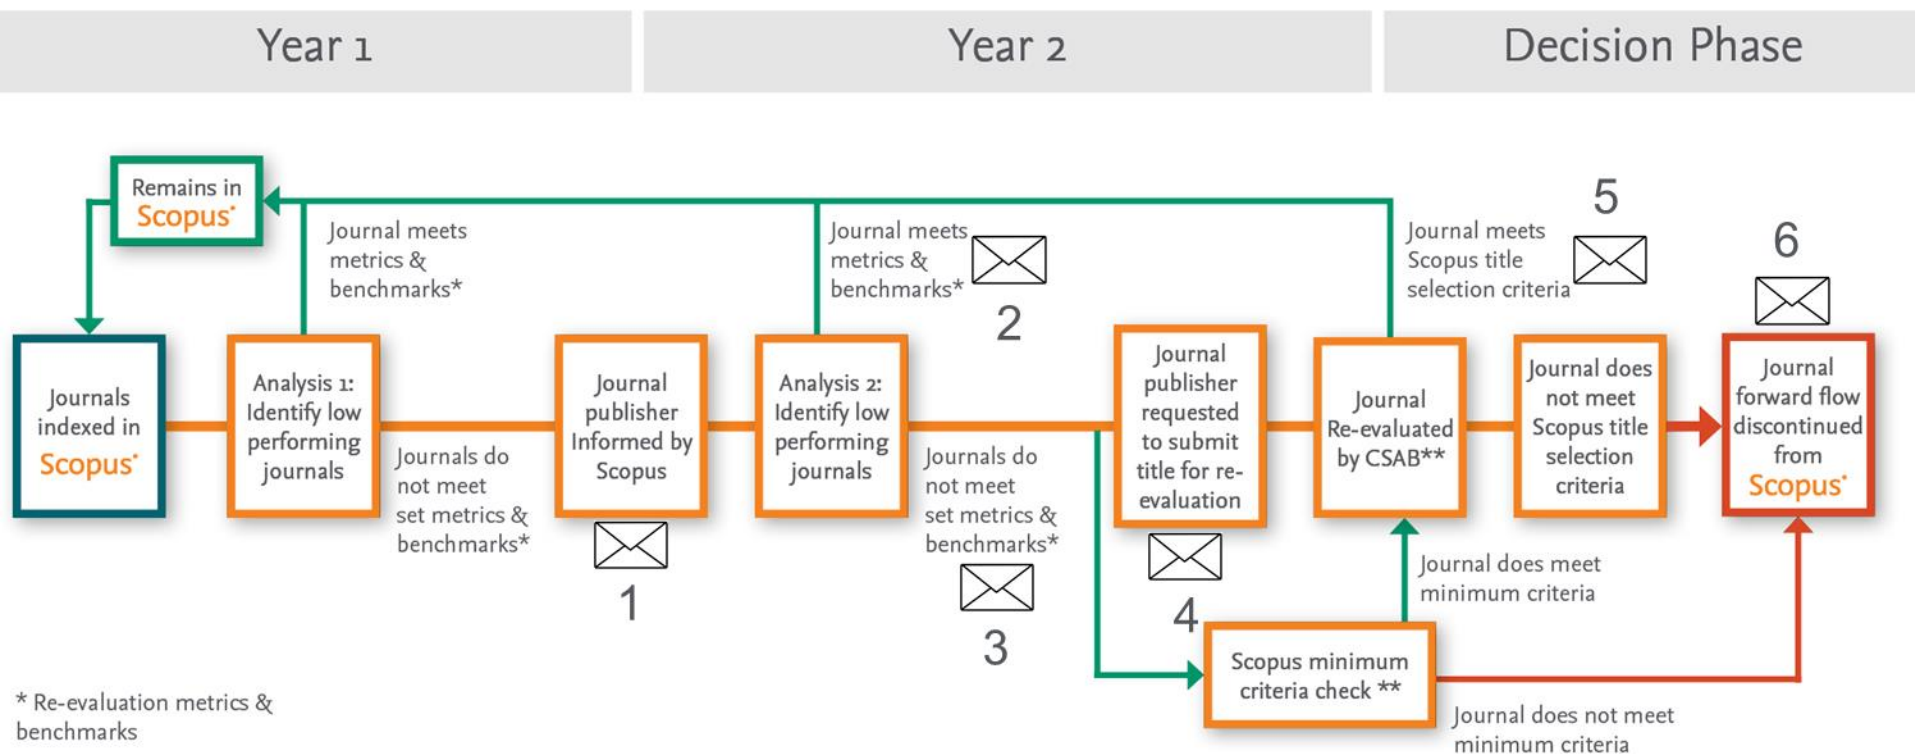 Year 1
Year 2
Decision Phase
Remains in
Scopus®
Journal meets
metrics &
benchmarks*
Journal meets
metrics &
benchmarks*
2
Journal meets
Scopus title
selection criteria
5
6
Journals
indexed in
Scopus®
Analysis 1:
Identify low
performing
journals
Journals do
not meet
set metrics &
benchmarks*
Journal
publisher
Informed by
Scopus
1
Analysis 2:
Identify low
performing
journals
Journals do
not meet
set metrics &
benchmarks*
3
Journal
publisher
requested
to submit
title for re-
evaluation
4
Journal
Re-evaluated
by CSAB**
Journal does
not meet
Scopus title
selection
criteria
Journal
forward flow
discontinued
from
Scopus®
Journal does meet
minimum criteria
Scopus minimum
criteria check **
Journal does not meet
minimum criteria
* Re-evaluation metrics &
benchmarks